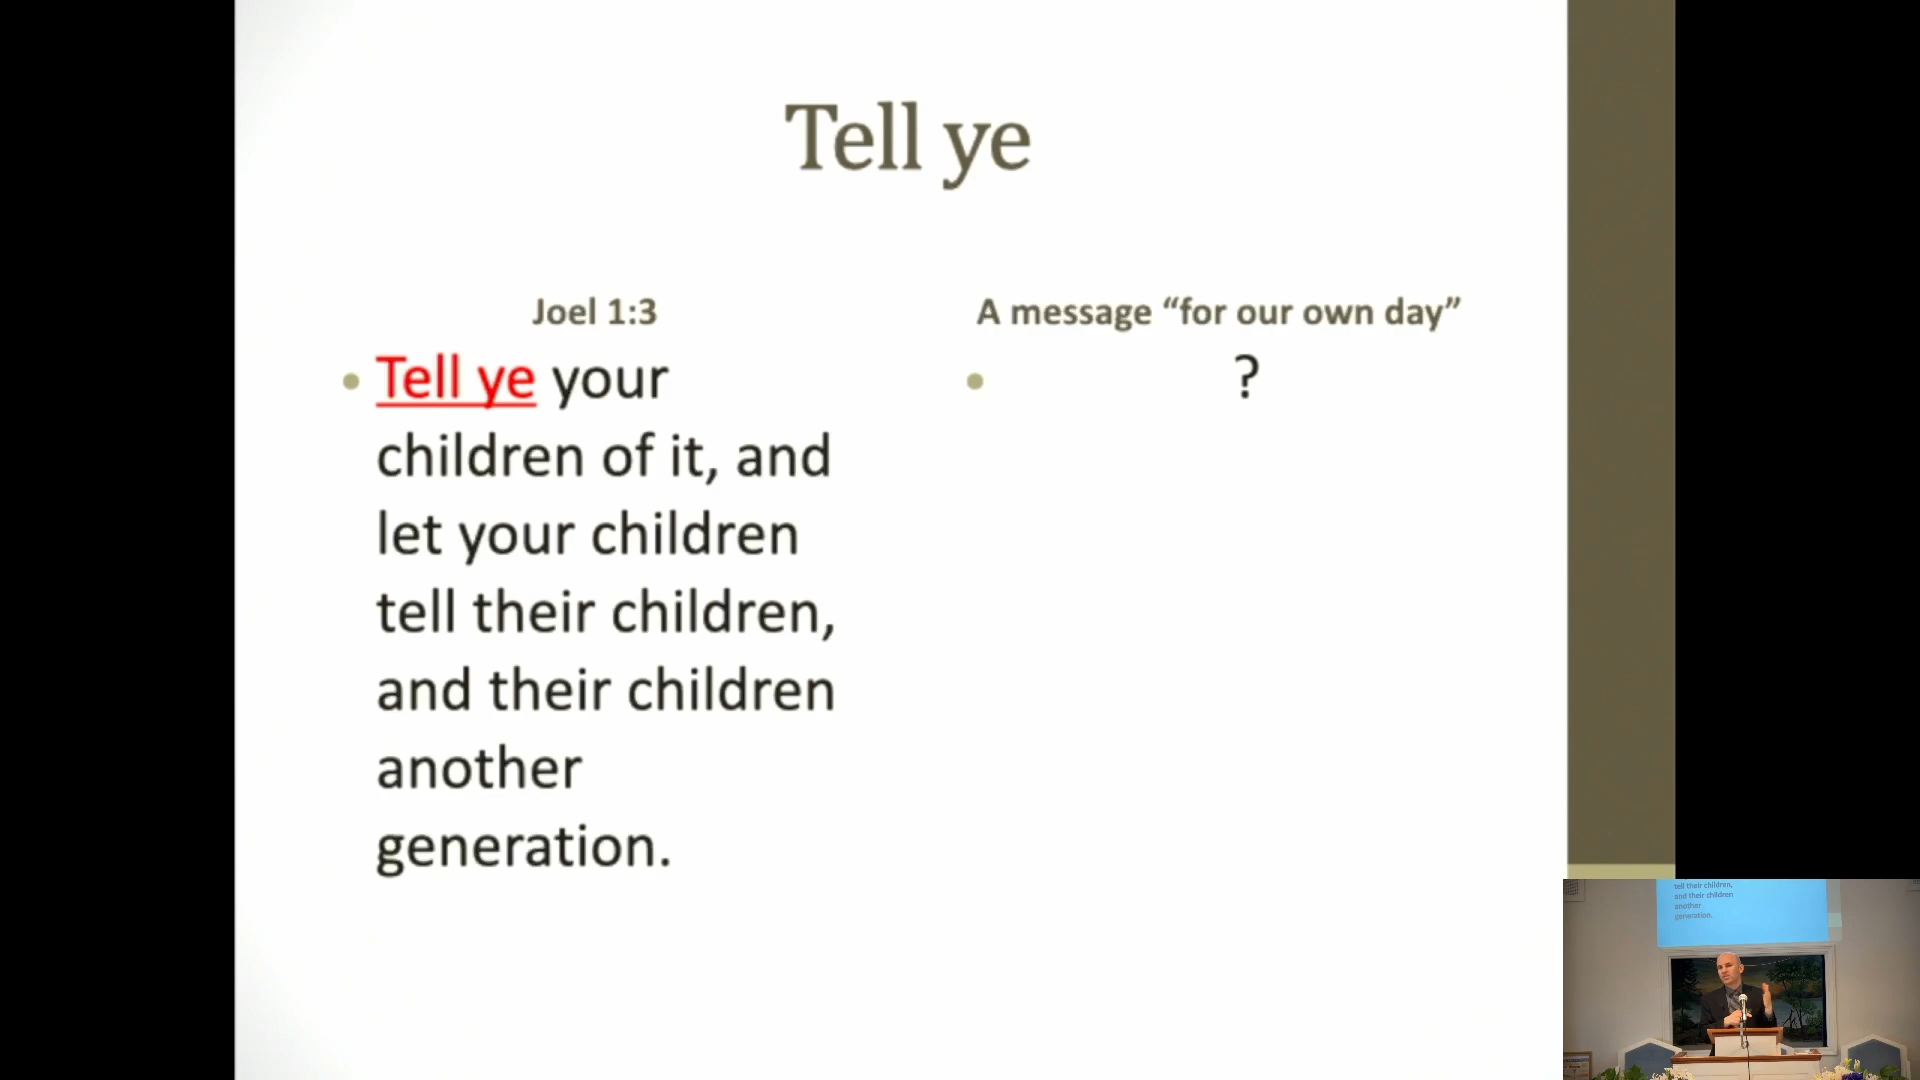 Tell ye
Joel 1:3
• Tell ye your
children of it, and
let your children
tell their children,
and their children
another
generation.
A message “for our own day”
• ?
tell their children,
and their children
another
generation.